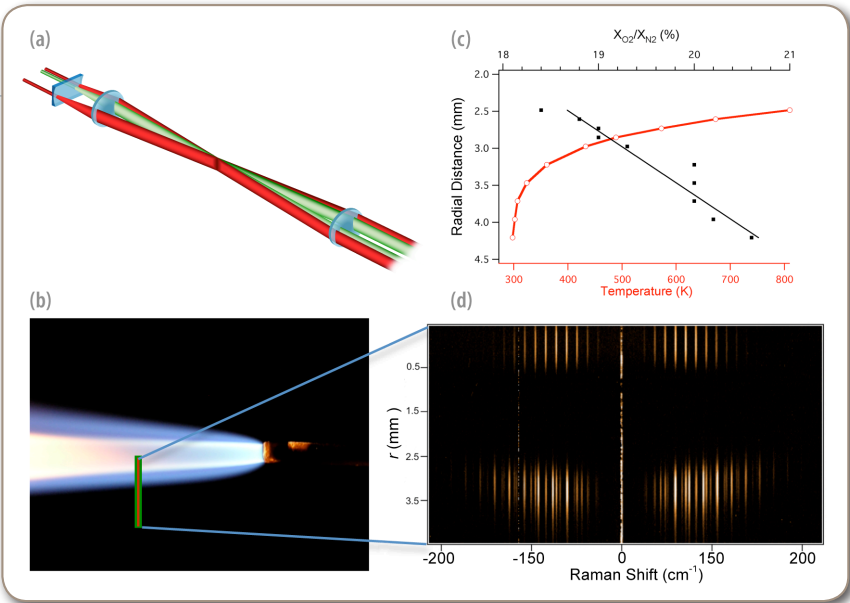 (a)
(c)
X_O2/X_N2 (%)
18 19 20 21
2.0
2.5
3.0
3.5
4.0
4.5
Radial Distance (mm)
300 400 500 600 700 800
Temperature (K)
(b)
(d)
0.5
1.5
2.5
3.5
r (mm )
-200 -150 0 150 200
Raman Shift (cm⁻¹)